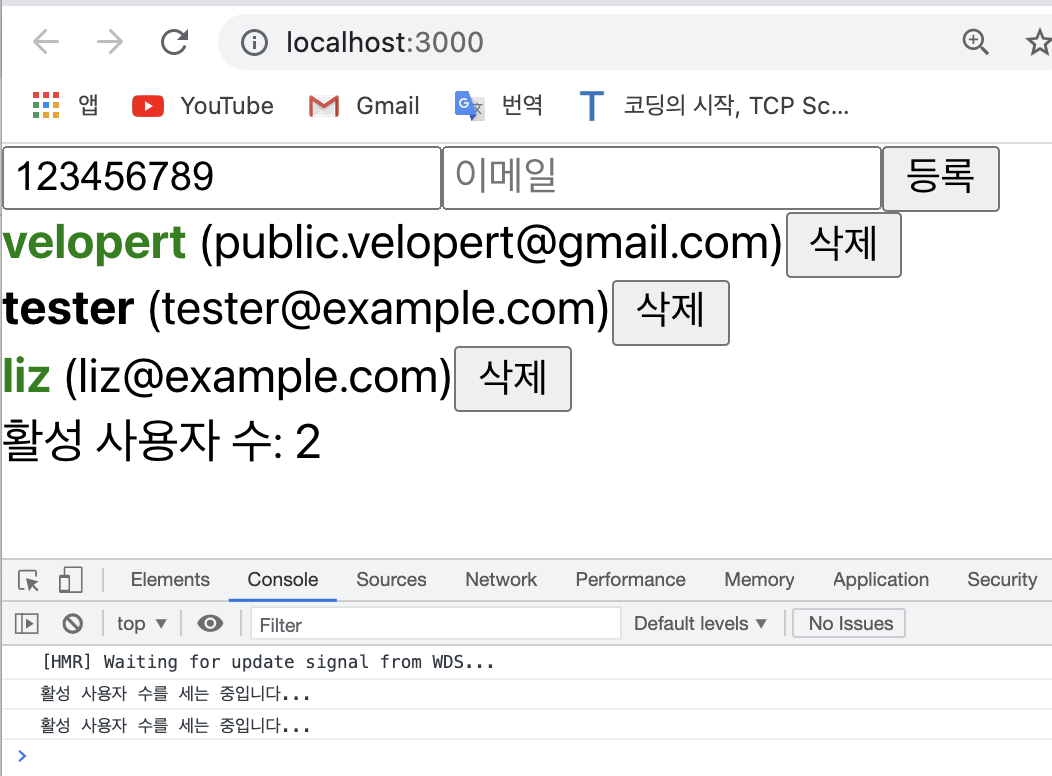 localhost:3000
앱 YouTube Gmail 번역 코딩의 시작, TCP Sc...
123456789 이메일 등록
velopert (public.velopert@gmail.com) 삭제
tester (tester@example.com) 삭제
liz (liz@example.com) 삭제
활성 사용자 수: 2
Elements Console Sources Network Performance Memory Application Security
top Filter Default levels No Issues
[HMR] Waiting for update signal from WDS...
활성 사용자 수를 세는 중입니다...
활성 사용자 수를 세는 중입니다...